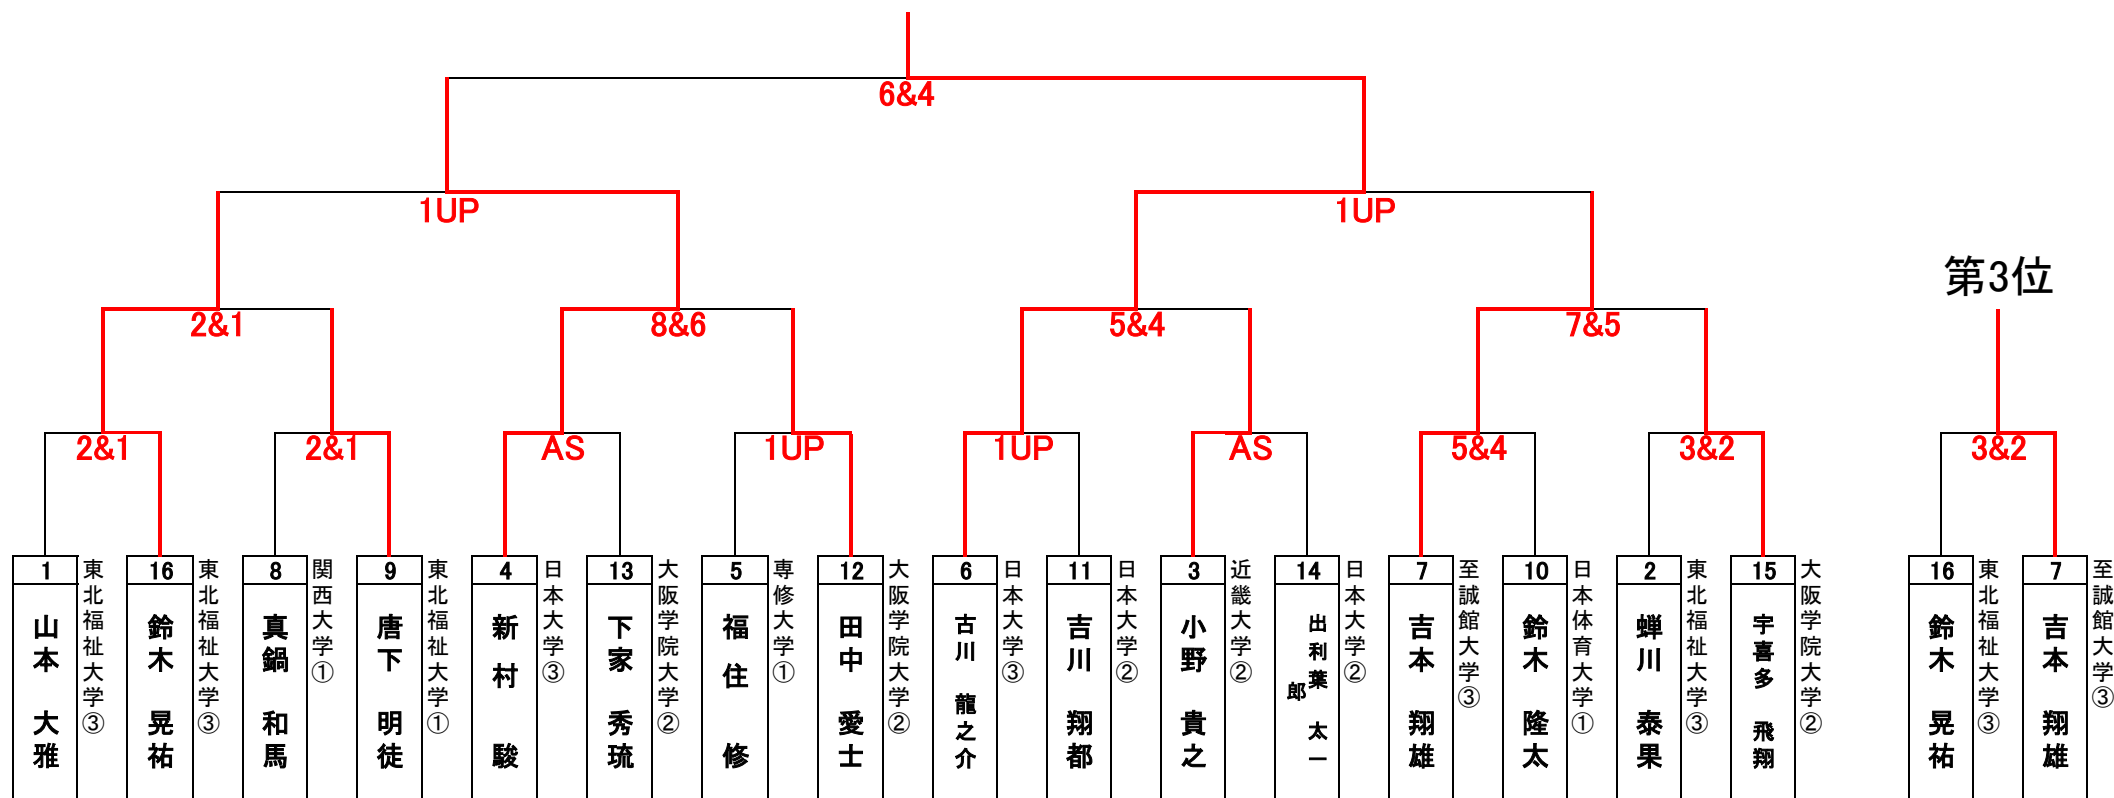 6&4
1UP
1UP
第3位
2&1
8&6
5&4
7&5
2&1
2&1
AS
1UP
1UP
AS
5&4
3&2
3&2
1
山本 大雅
東北福祉大学③
16
鈴木 晃祐
東北福祉大学③
8
真鍋 和馬
関西大学①
9
唐下 明徒
東北福祉大学①
4
新村 駿
日本大学③
13
下家 秀琉
大阪学院大学②
5
福住 修
専修大学①
12
田中 愛士
大阪学院大学②
6
古川 龍之介
日本大学③
11
吉川 翔都
日本大学②
3
小野 貴之
近畿大学②
14
出利葉 太一
郎
日本大学②
7
吉本 翔雄
至誠館大学③
10
鈴木 隆太
日本体育大学①
2
蝉川 泰果
東北福祉大学③
15
宇喜多 飛翔
大阪学院大学②
16
鈴木 晃祐
東北福祉大学③
7
吉本 翔雄
至誠館大学③